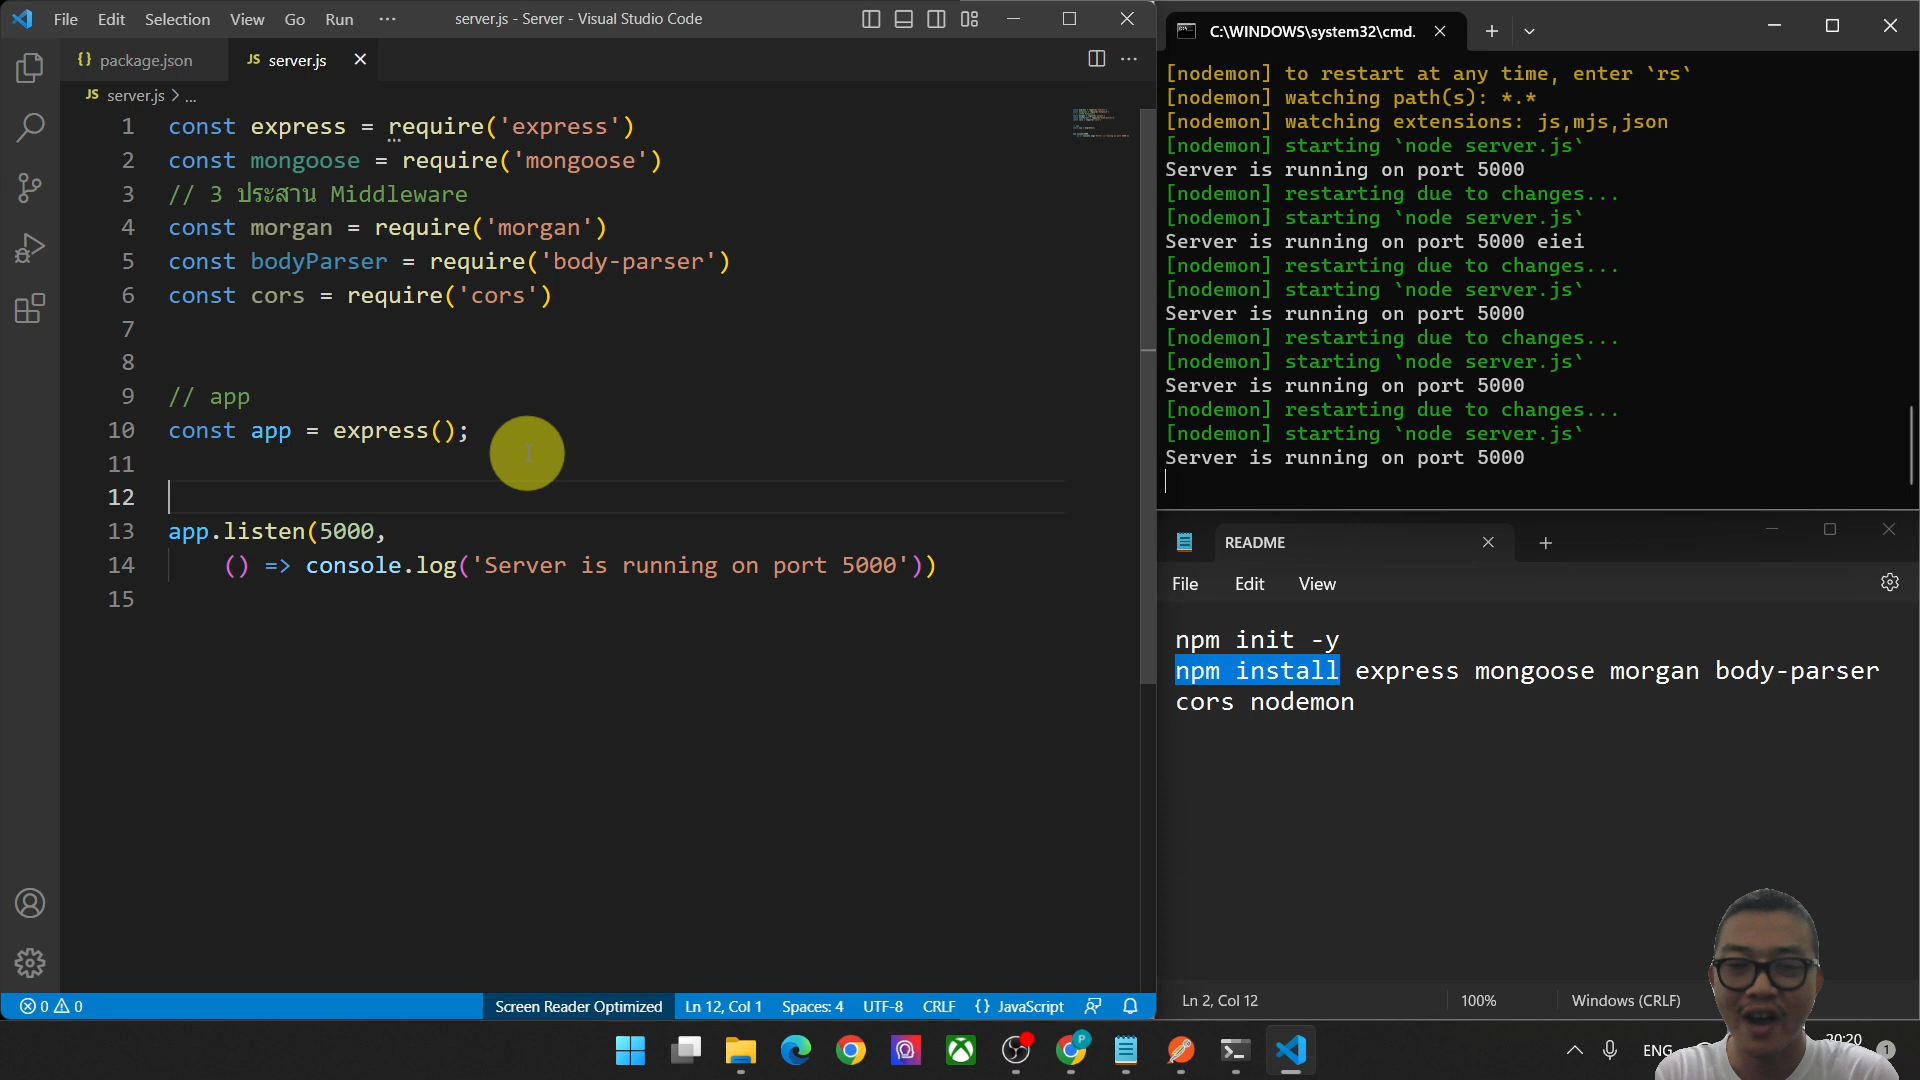 File Edit Selection View Go Run ··· server.js - Server - Visual Studio Code
{} package.json JS server.js
JS server.js > ...
1 const express = require('express')
2 const mongoose = require('mongoose')
3 // 3 ประสาน Middleware
4 const morgan = require('morgan')
5 const bodyParser = require('body-parser')
6 const cors = require('cors')
7
8
9 // app
10 const app = express();
11
12
13 app.listen(5000,
14 () => console.log('Server is running on port 5000'))
15
0 0 Screen Reader Optimized Ln 12, Col 1 Spaces: 4 UTF-8 CRLF {} JavaScript
C:\WINDOWS\system32\cmd.
[nodemon] to restart at any time, enter `rs`
[nodemon] watching path(s): *.*
[nodemon] watching extensions: js,mjs,json
[nodemon] starting `node server.js`
Server is running on port 5000
[nodemon] restarting due to changes...
[nodemon] starting `node server.js`
Server is running on port 5000 eiei
[nodemon] restarting due to changes...
[nodemon] starting `node server.js`
Server is running on port 5000
[nodemon] restarting due to changes...
[nodemon] starting `node server.js`
Server is running on port 5000
[nodemon] restarting due to changes...
[nodemon] starting `node server.js`
Server is running on port 5000
README
File Edit View
npm init -y
npm install express mongoose morgan body-parser
cors nodemon
Ln 2, Col 12 100% Windows (CRLF)
P
ENG 20:20 1